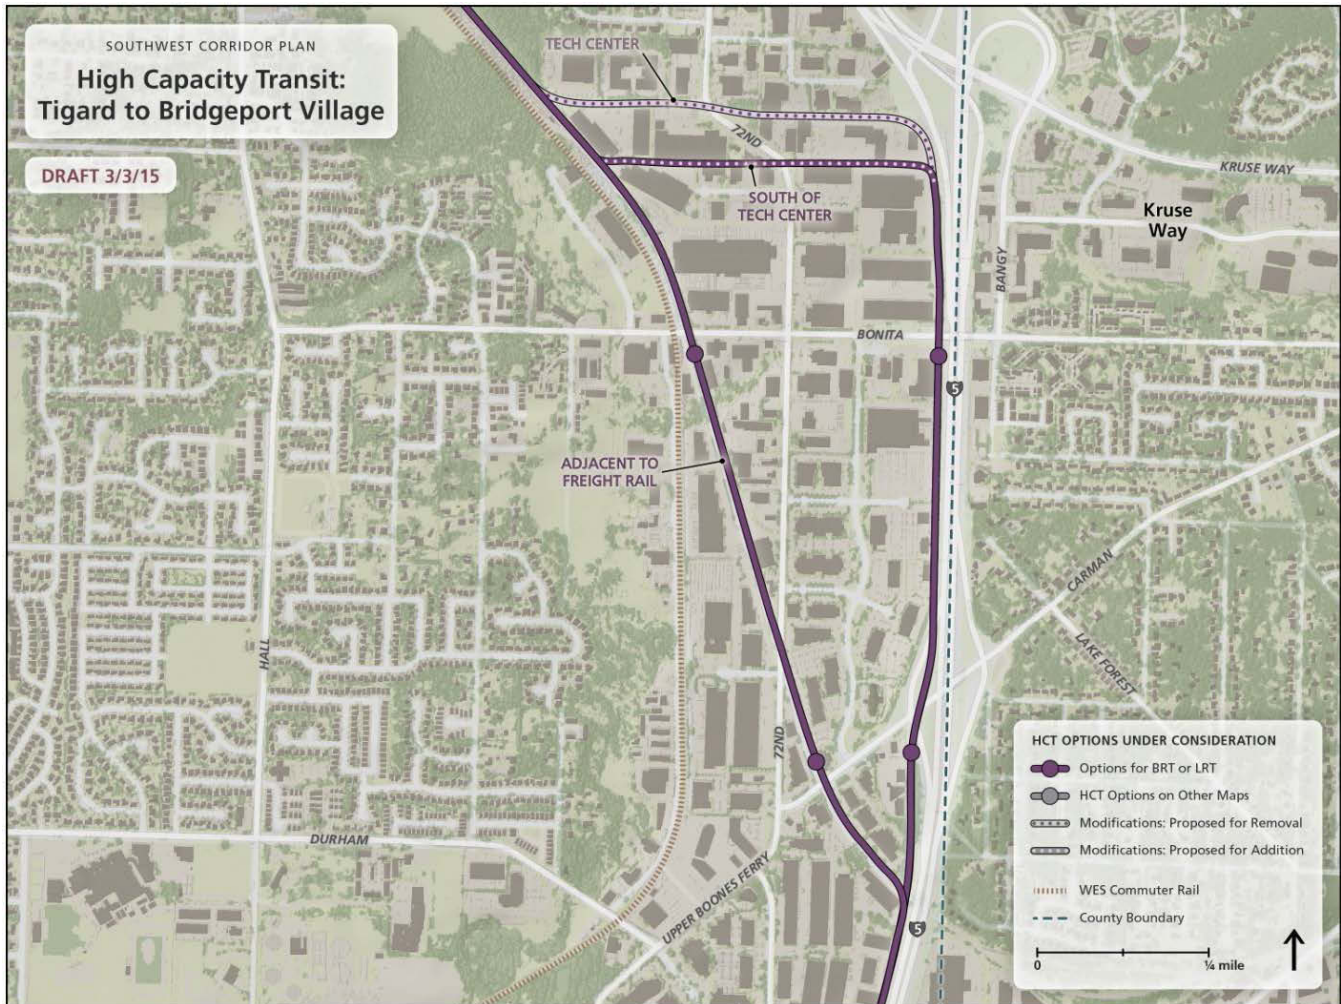 SOUTHWEST CORRIDOR PLAN
High Capacity Transit:
Tigard to Bridgeport Village
DRAFT 3/3/15
TECH CENTER
72ND
SOUTH OF
TECH CENTER
KRUSE WAY
Kruse
Way
BANGY
BONITA
5
ADJACENT TO
FREIGHT RAIL
CARMAN
LAKE FOREST
HALL
72ND
DURHAM
UPPER BOONES FERRY
5
HCT OPTIONS UNDER CONSIDERATION
Options for BRT or LRT
HCT Options on Other Maps
Modifications: Proposed for Removal
Modifications: Proposed for Addition
WES Commuter Rail
County Boundary
0 ¼ mile